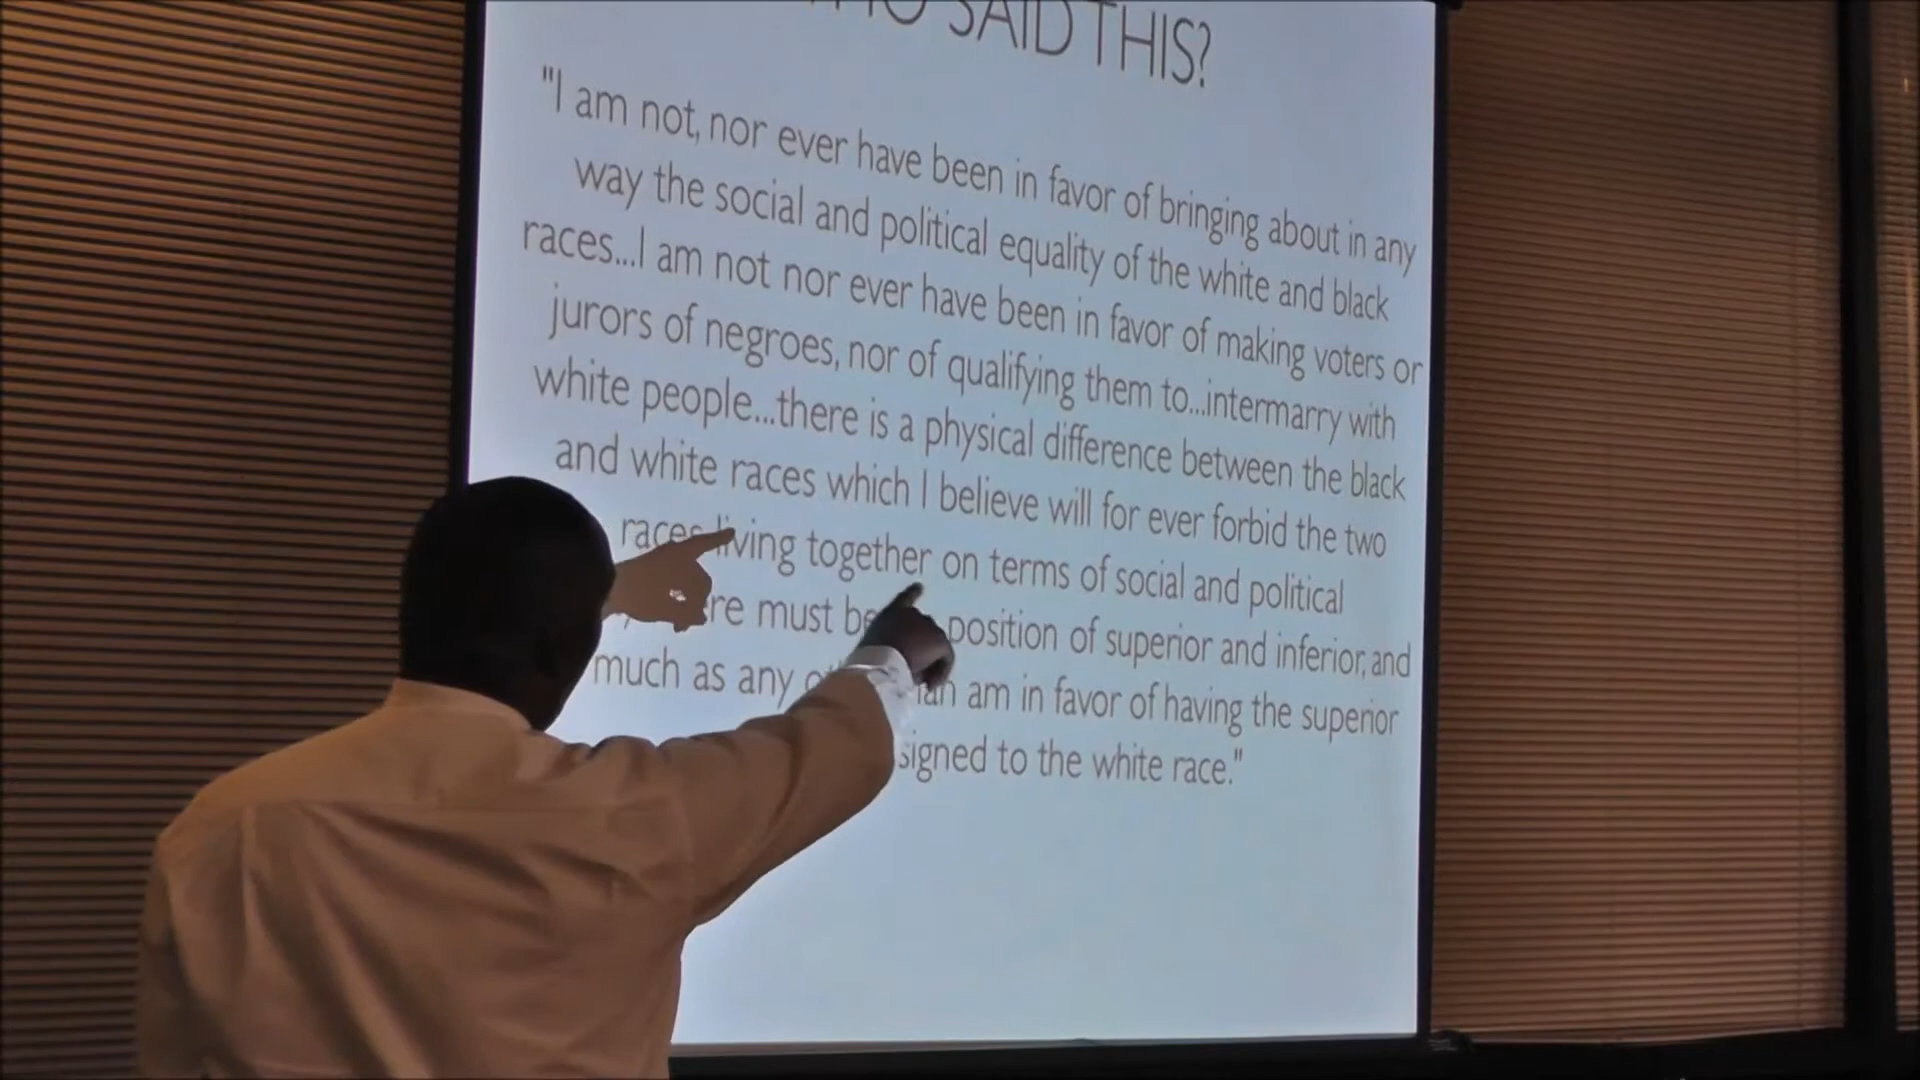 SAID THIS?
"I am not, nor ever have been in favor of bringing about in any
way the social and political equality of the white and black
races...I am not nor ever have been in favor of making voters or
jurors of negroes, nor of qualifying them to...intermarry with
white people...there is a physical difference between the black
and white races which I believe will for ever forbid the two
races living together on terms of social and political
must be position of superior and inferior, and
much as any am in favor of having the superior
to the white race."